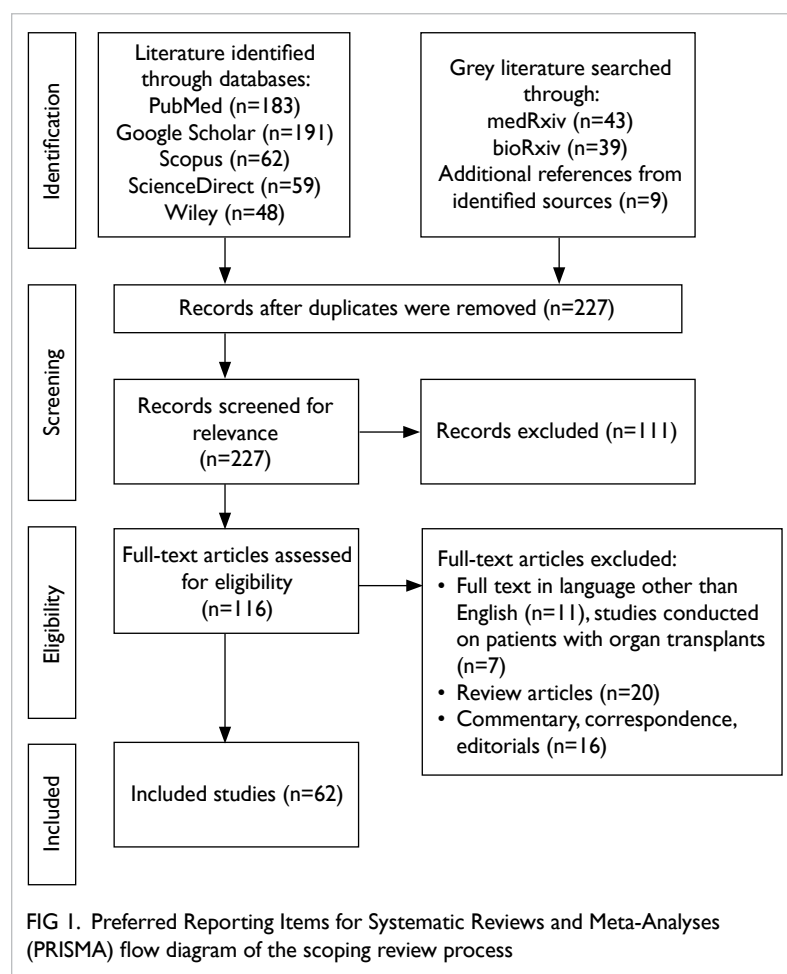 Identification
Literature identified
through databases:
PubMed (n=183)
Google Scholar (n=191)
Scopus (n=62)
ScienceDirect (n=59)
Wiley (n=48)
Grey literature searched
through:
medRxiv (n=43)
bioRxiv (n=39)
Additional references from
identified sources (n=9)
Screening
Records after duplicates were removed (n=227)
Records screened for
relevance
(n=227)
Records excluded (n=111)
Eligibility
Full-text articles assessed
for eligibility
(n=116)
Full-text articles excluded:
• Full text in language other than
English (n=11), studies conducted
on patients with organ transplants
(n=7)
• Review articles (n=20)
• Commentary, correspondence,
editorials (n=16)
Included
Included studies (n=62)
FIG 1. Preferred Reporting Items for Systematic Reviews and Meta-Analyses
(PRISMA) flow diagram of the scoping review process